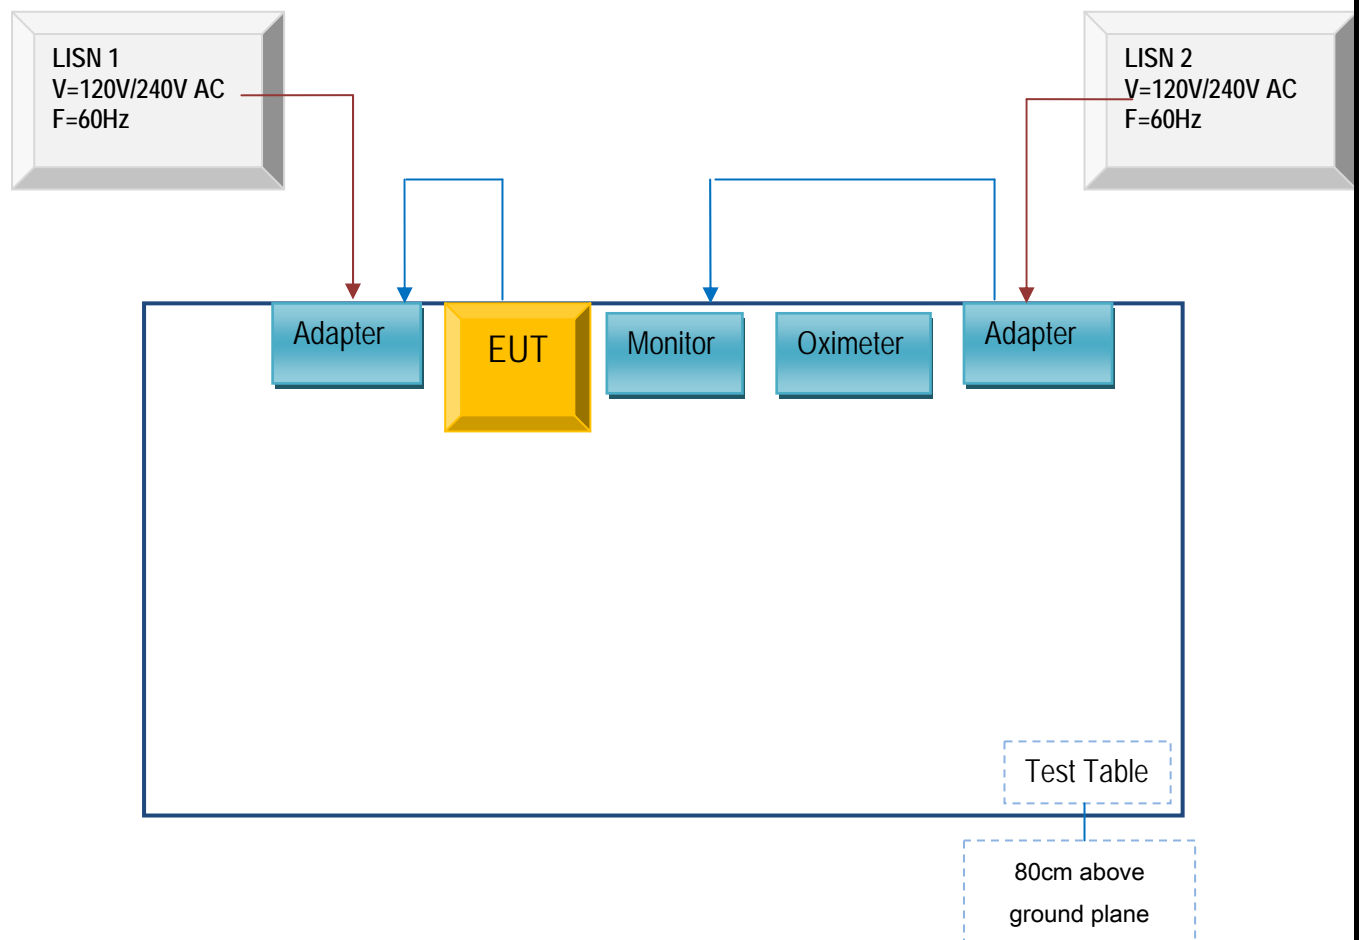 LISN 1
V=120V/240V AC
F=60Hz
LISN 2
V=120V/240V AC
F=60Hz
Adapter
EUT
Monitor
Oximeter
Adapter
Test Table
80cm above
ground plane